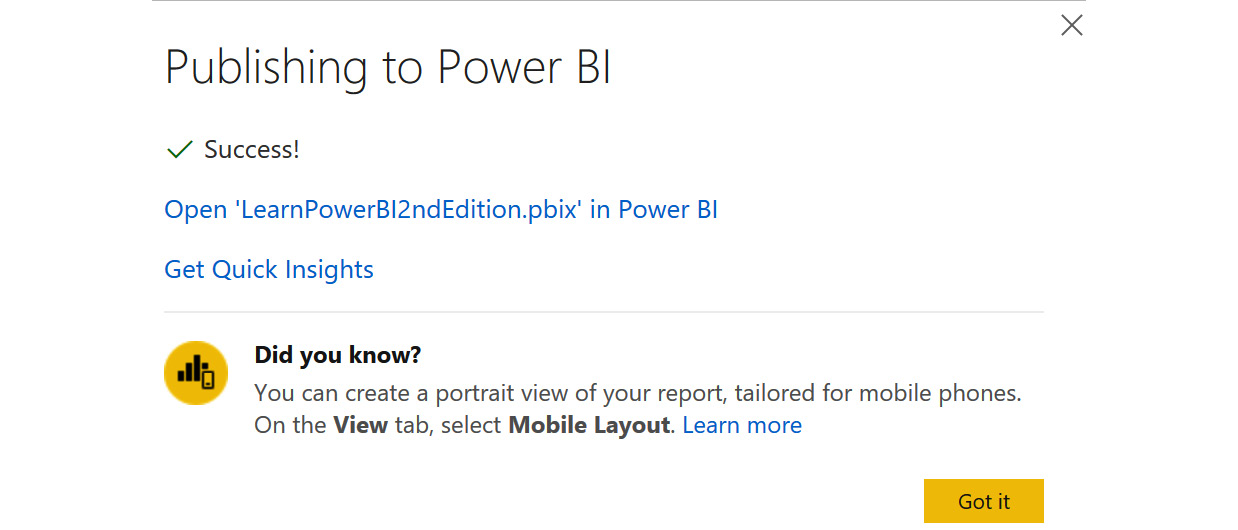 Publishing to Power BI
Success!
Open 'LearnPowerBI2ndEdition.pbix' in Power BI
Get Quick Insights
Did you know?
You can create a portrait view of your report, tailored for mobile phones.
On the View tab, select Mobile Layout. Learn more
Got it